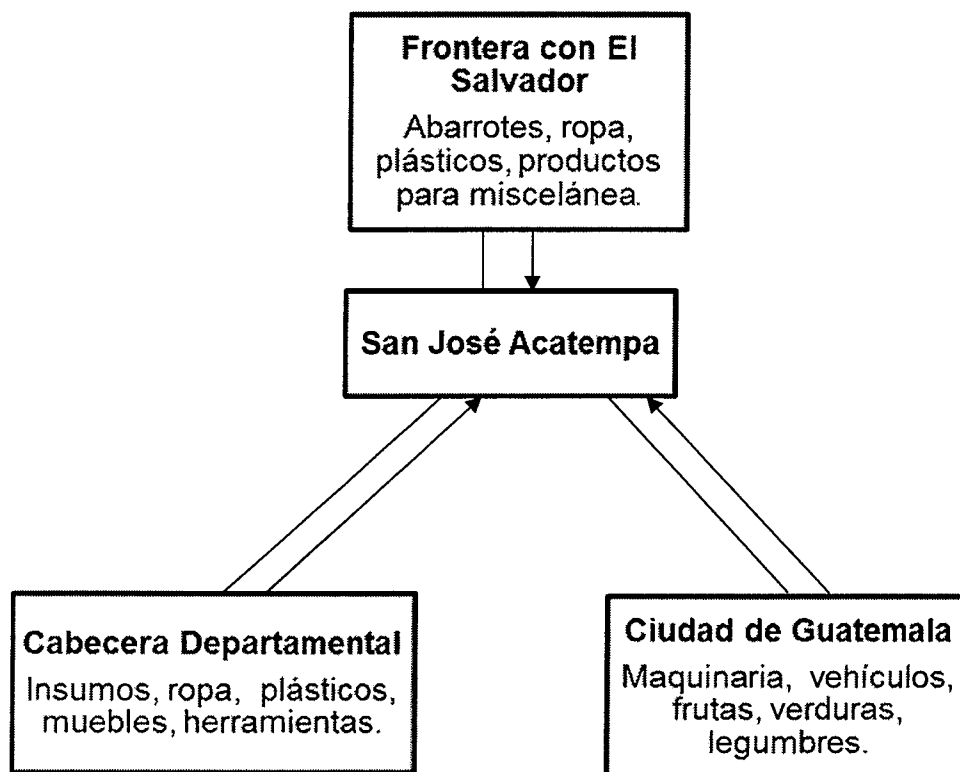 Frontera con El
Salvador
Abarrotes, ropa,
plásticos, productos
para miscelánea.
San José Acatempa
Cabecera Departamental
Insumos, ropa, plásticos,
muebles, herramientas.
Ciudad de Guatemala
Maquinaria, vehículos,
frutas, verduras,
legumbres.